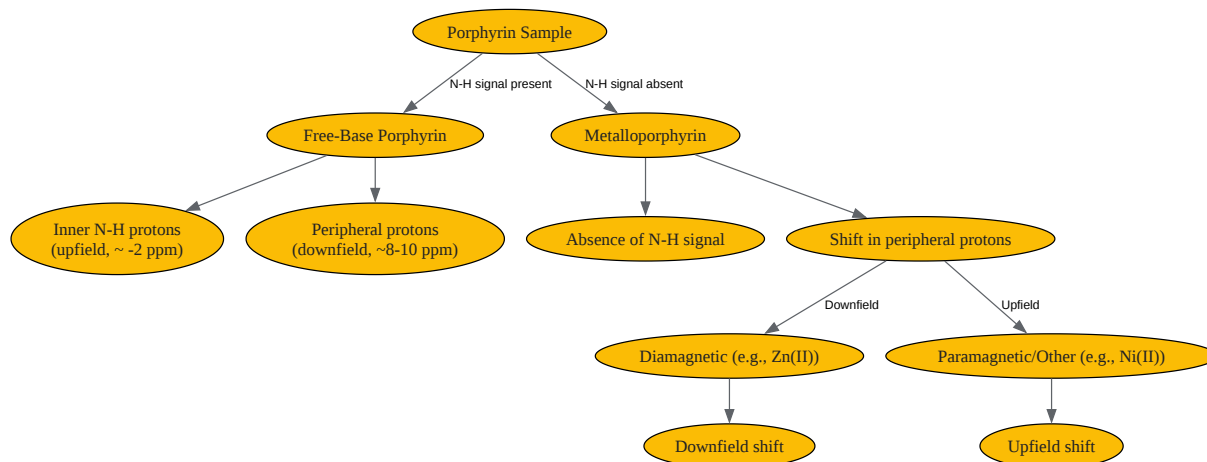 Porphyrin Sample
N-H signal present
N-H signal absent
Free-Base Porphyrin
Metalloporphyrin
Inner N-H protons
(upfield, ~ -2 ppm)
Peripheral protons
(downfield, ~8-10 ppm)
Absence of N-H signal
Shift in peripheral protons
Downfield
Upfield
Diamagnetic (e.g., Zn(II))
Paramagnetic/Other (e.g., Ni(II))
Downfield shift
Upfield shift